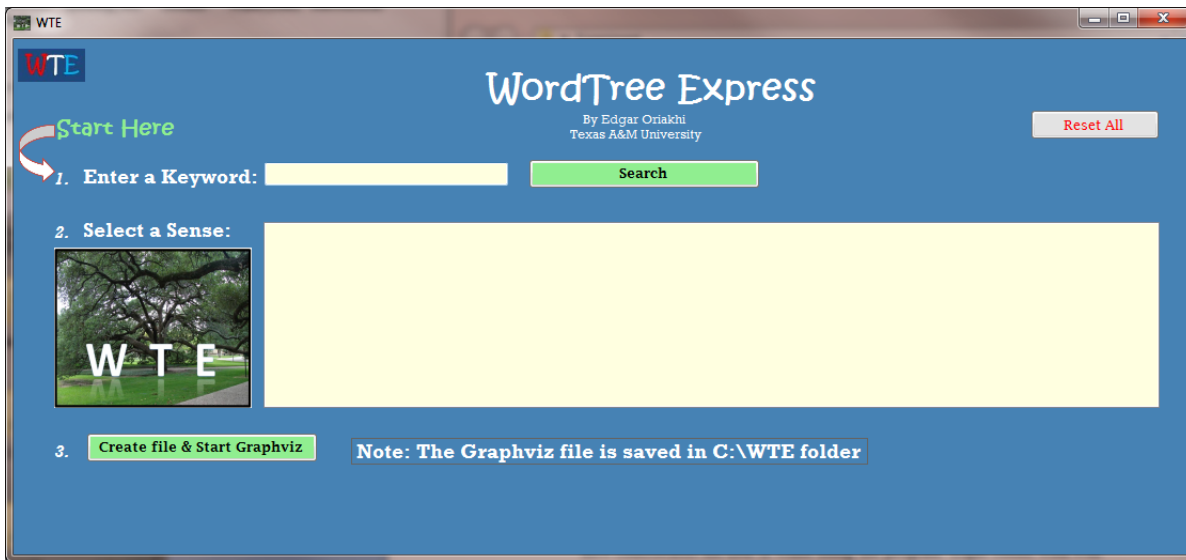 WTE
WTE
WordTree Express
By Edgar Oriakhi
Texas A&M University
Start Here
Reset All
1. Enter a Keyword:
Search
2. Select a Sense:
W T E
3. Create file & Start Graphviz
Note: The Graphviz file is saved in C:\WTE folder